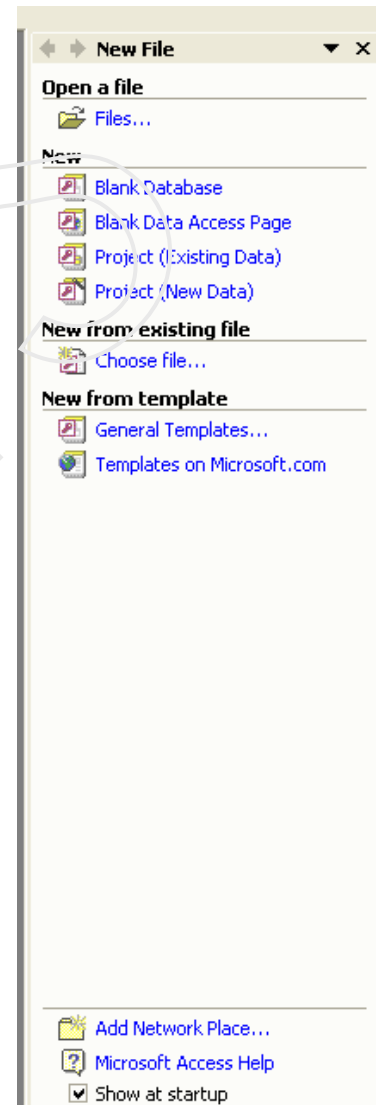 New File
Open a file
Files...
New
Blank Database
Blank Data Access Page
Project (Existing Data)
Project (New Data)
New from existing file
Choose file...
New from template
General Templates...
Templates on Microsoft.com
Add Network Place...
Microsoft Access Help
Show at startup